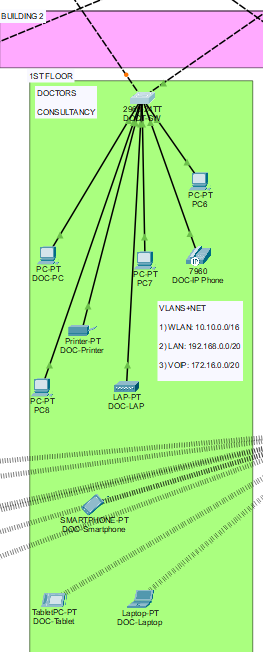 BUILDING 2
1ST FLOOR
DOCTORS
CONSULTANCY
DOCT-SW
PC-PT
PC6
PC-PT
DOC-PC
PC-PT
PC7
7960
DOC-IP Phone
IP
VLANS+NET
1) WLAN: 10.10.0.0/16
2) LAN: 192.168.0.0/20
3) VOIP: 172.16.0.0/20
Printer-PT
DOC-Printer
PC-PT
PC8
LAP-PT
DOC-LAP
SMARTPHONE-PT
DOC-Smartphone
TabletPC-PT
DOC-Tablet
Laptop-PT
DOC-Laptop